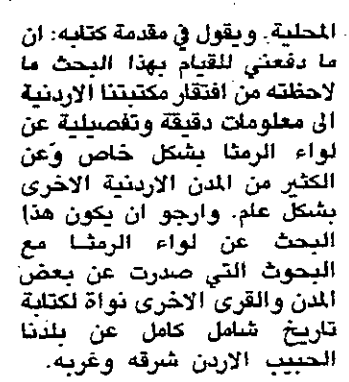 المحلية. ويقول في مقدمة كتابه: ان
ما دفعني للقيام بهذا البحث ما
لاحظته من افتقار مكتبتنا الاردنية
الى معلومات دقيقة وتفصيلية عن
لواء الرمثا بشكل خاص وعن
الكثير من المدن الاردنية الاخرى
بشكل عام. وارجو ان يكون هذا
البحث عن لواء الرمثا مع
البحوث التي صدرت عن بعض
المدن والقرى الاخرى نواة لكتابة
تاريخ شامل كامل عن بلدنا
الحبيب الاردن شرقه وغربه.